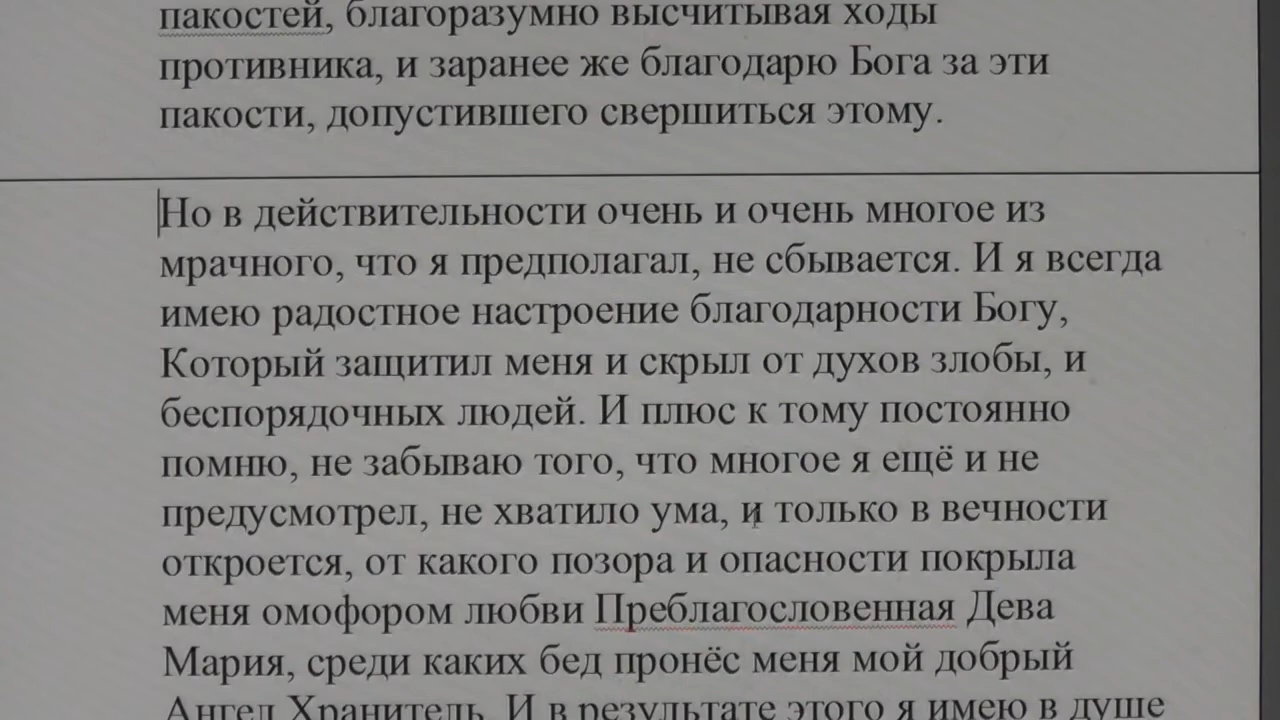 пакостей, благоразумно высчитывая ходы
противника, и заранее же благодарю Бога за эти
пакости, допустившего свершиться этому.
Но в действительности очень и очень многое из
мрачного, что я предполагал, не сбывается. И я всегда
имею радостное настроение благодарности Богу,
Который защитил меня и скрыл от духов злобы, и
беспорядочных людей. И плюс к тому постоянно
помню, не забываю того, что многое я ещё и не
предусмотрел, не хватило ума, и только в вечности
откроется, от какого позора и опасности покрыла
меня омофором любви Преблагословенная Дева
Мария, среди каких бед пронёс меня мой добрый
Ангел Хранитель. И в результате этого я имею в душе